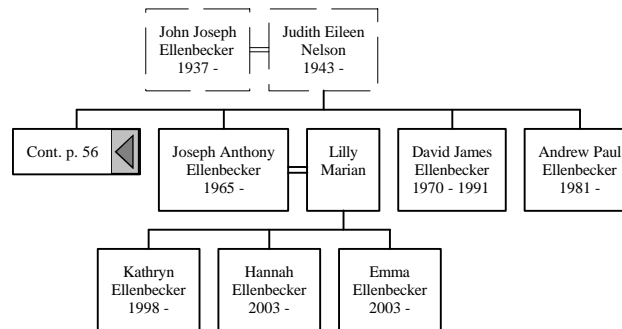 John Joseph
Ellenbecker
1937 -
Judith Eileen
Nelson
1943 -
Cont. p. 56
Joseph Anthony
Ellenbecker
1965 -
Lilly
Marian
David James
Ellenbecker
1970 - 1991
Andrew Paul
Ellenbecker
1981 -
Kathryn
Ellenbecker
1998 -
Hannah
Ellenbecker
2003 -
Emma
Ellenbecker
2003 -